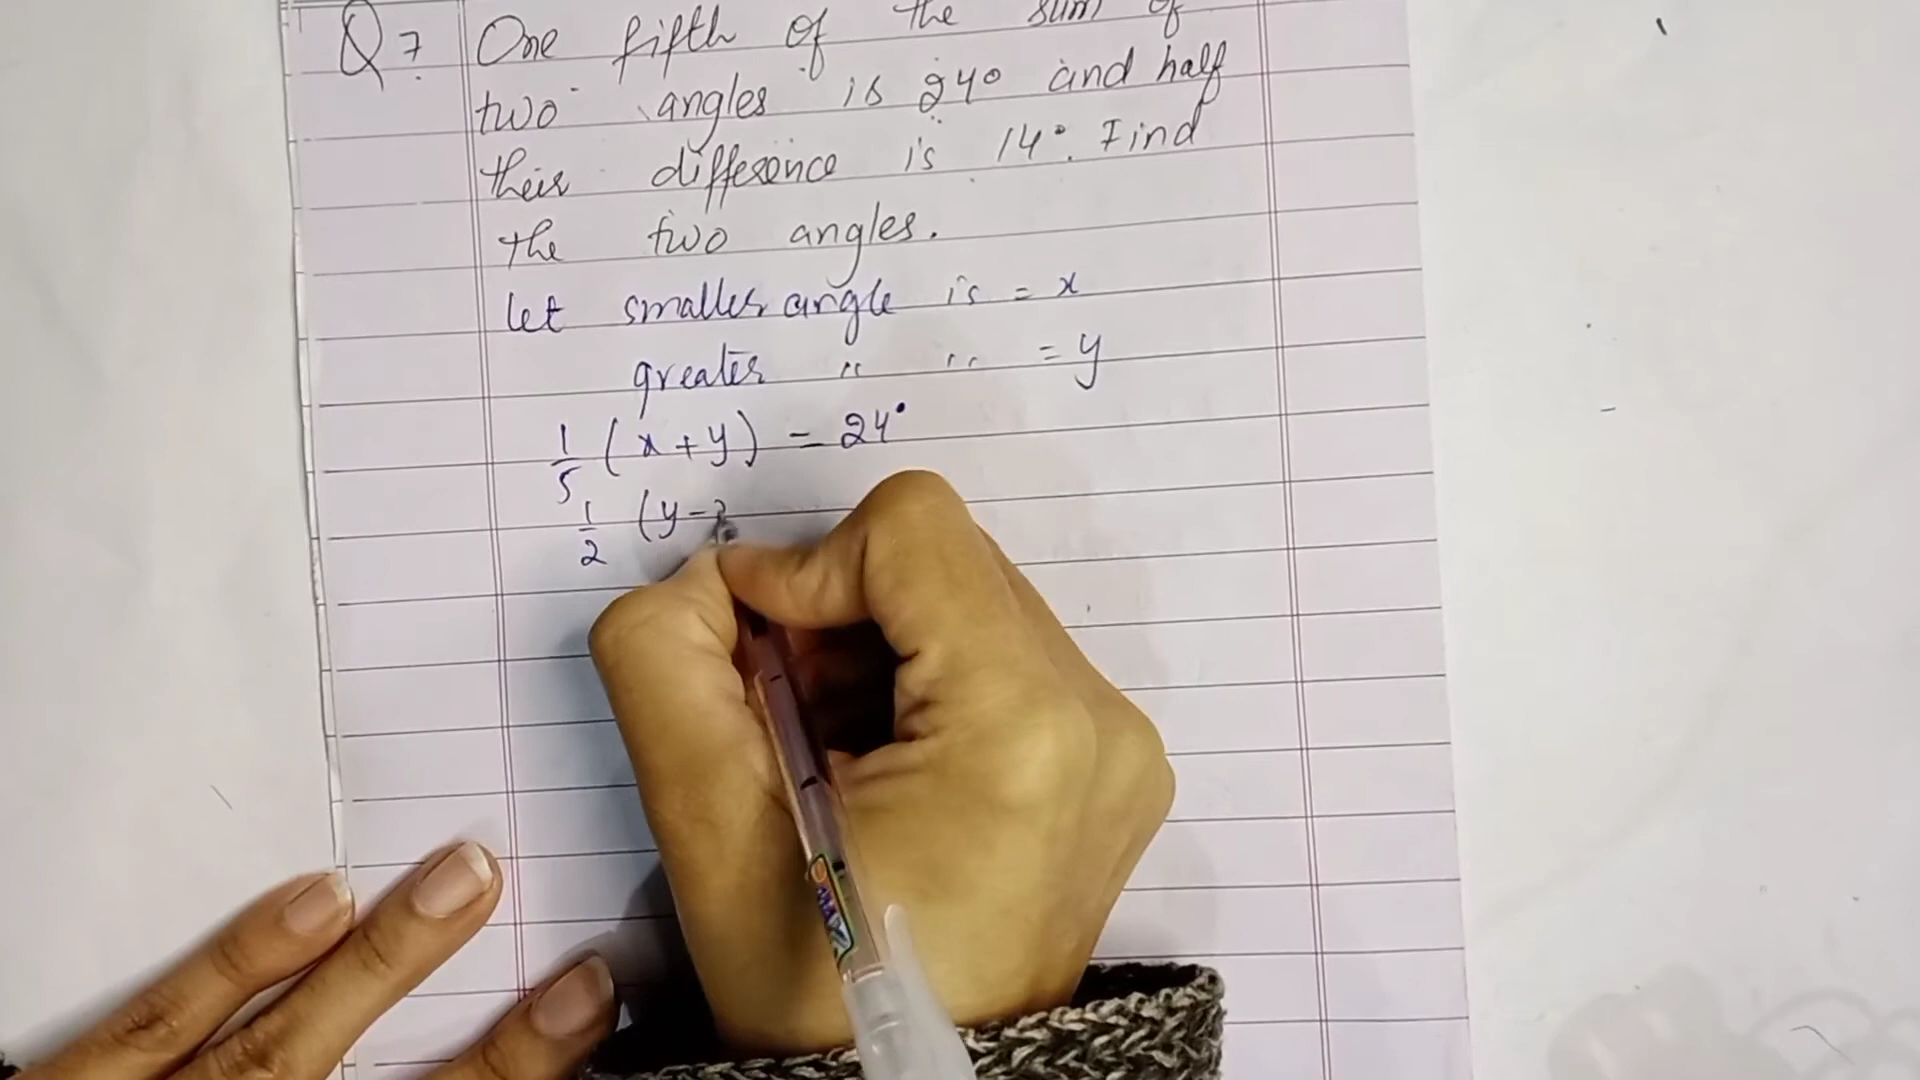 Q 7. One fifth of the sum of
two angles is 24° and half
their difference is 14°. Find
the two angles.
let smaller angle is = x
greater " " = y
1/5 (x+y) = 24°
1/2 (y-